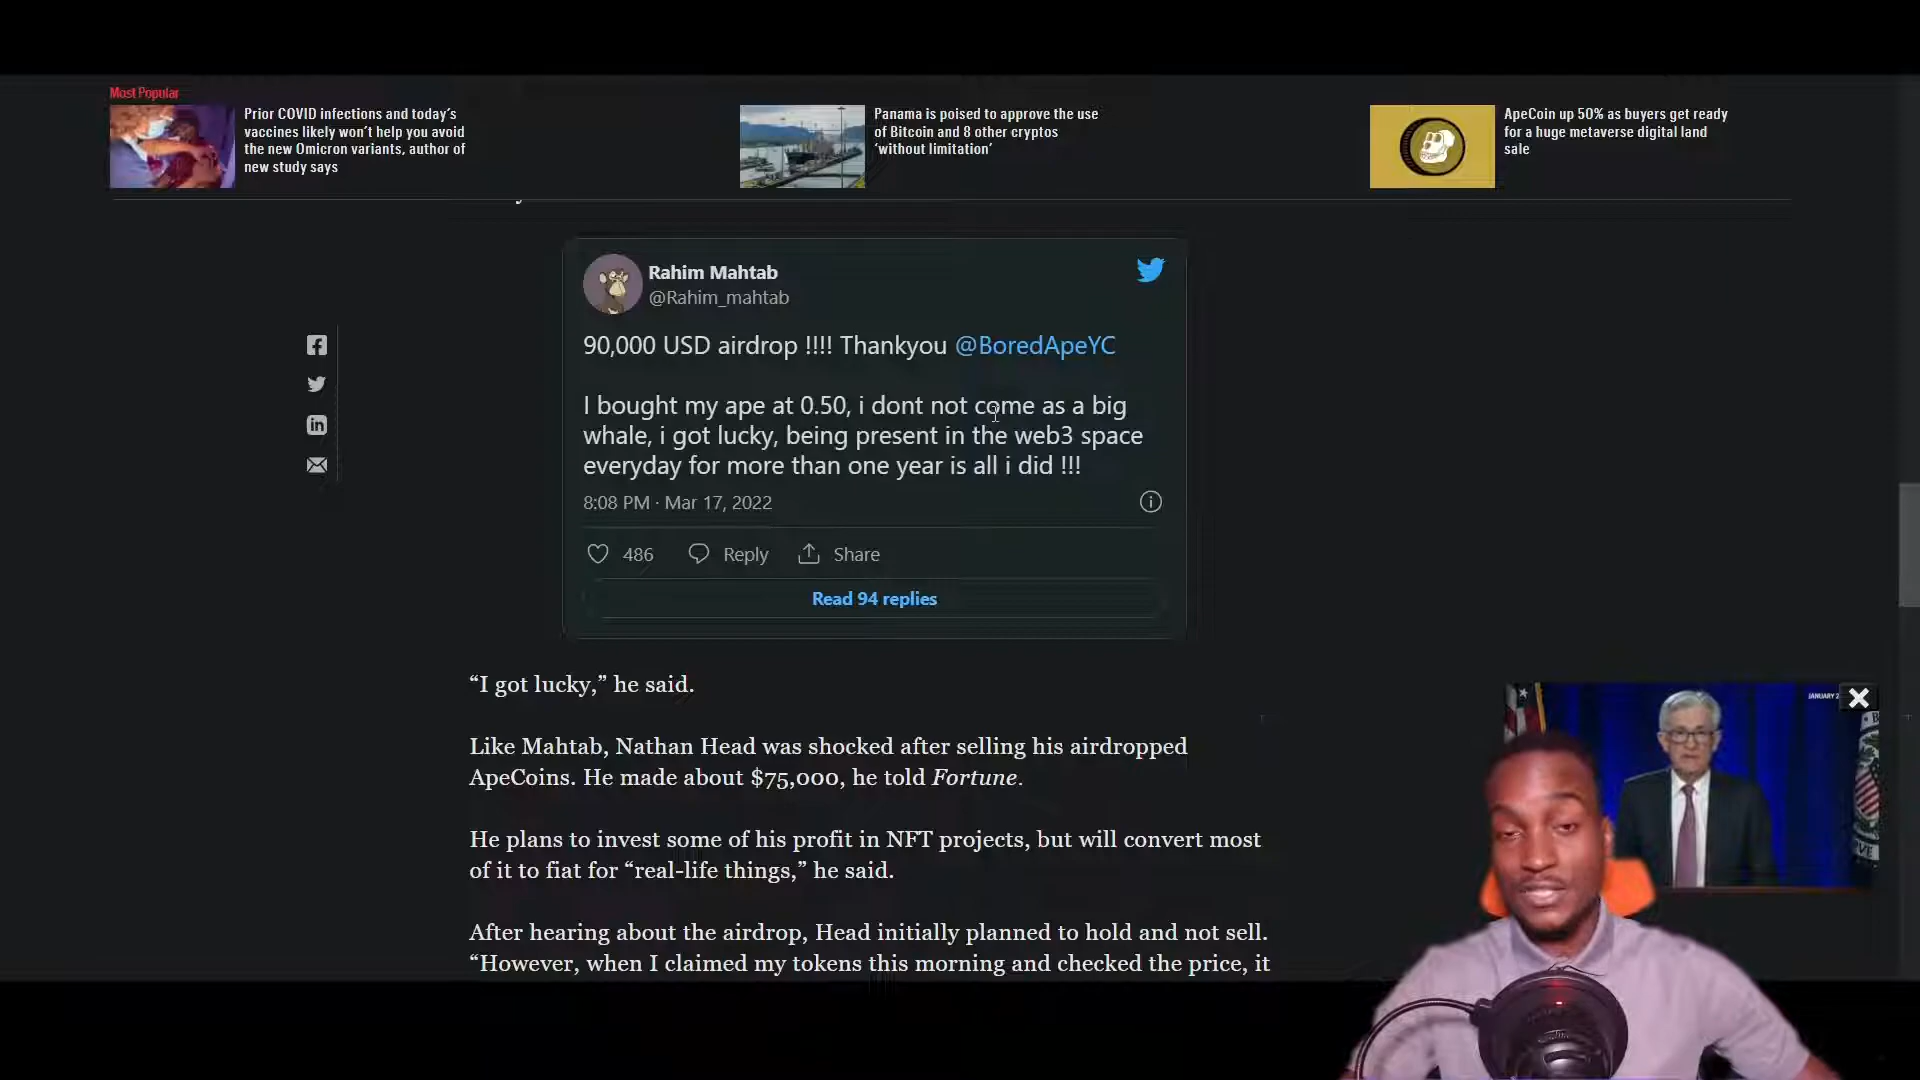 Most Popular
Prior COVID infections and today's
vaccines likely won't help you avoid
the new Omicron variants, author of
new study says
Panama is poised to approve the use
of Bitcoin and 8 other cryptos
‘without limitation’
ApeCoin up 50% as buyers get ready
for a huge metaverse digital land
sale
Rahim Mahtab
@Rahim_mahtab
90,000 USD airdrop !!!! Thankyou @BoredApeYC
I bought my ape at 0.50, i dont not come as a big
whale, i got lucky, being present in the web3 space
everyday for more than one year is all i did !!!
8:08 PM · Mar 17, 2022
486 Reply Share
Read 94 replies
“I got lucky,” he said.
Like Mahtab, Nathan Head was shocked after selling his airdropped
ApeCoins. He made about $75,000, he told Fortune.
He plans to invest some of his profit in NFT projects, but will convert most
of it to fiat for “real-life things,” he said.
After hearing about the airdrop, Head initially planned to hold and not sell.
“However, when I claimed my tokens this morning and checked the price, it
JANUARY 2